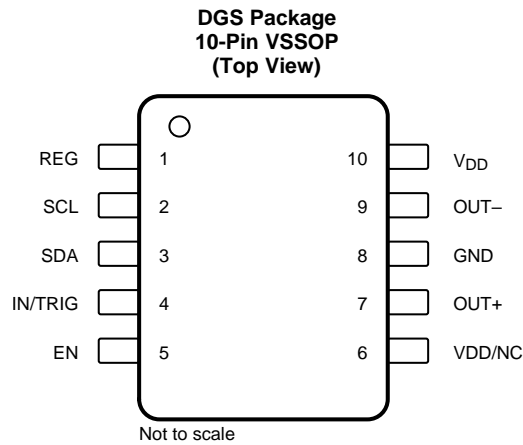 DGS Package
10-Pin VSSOP
(Top View)
REG 1 10 VDD
SCL 2 9 OUT–
SDA 3 8 GND
IN/TRIG 4 7 OUT+
EN 5 6 VDD/NC
Not to scale